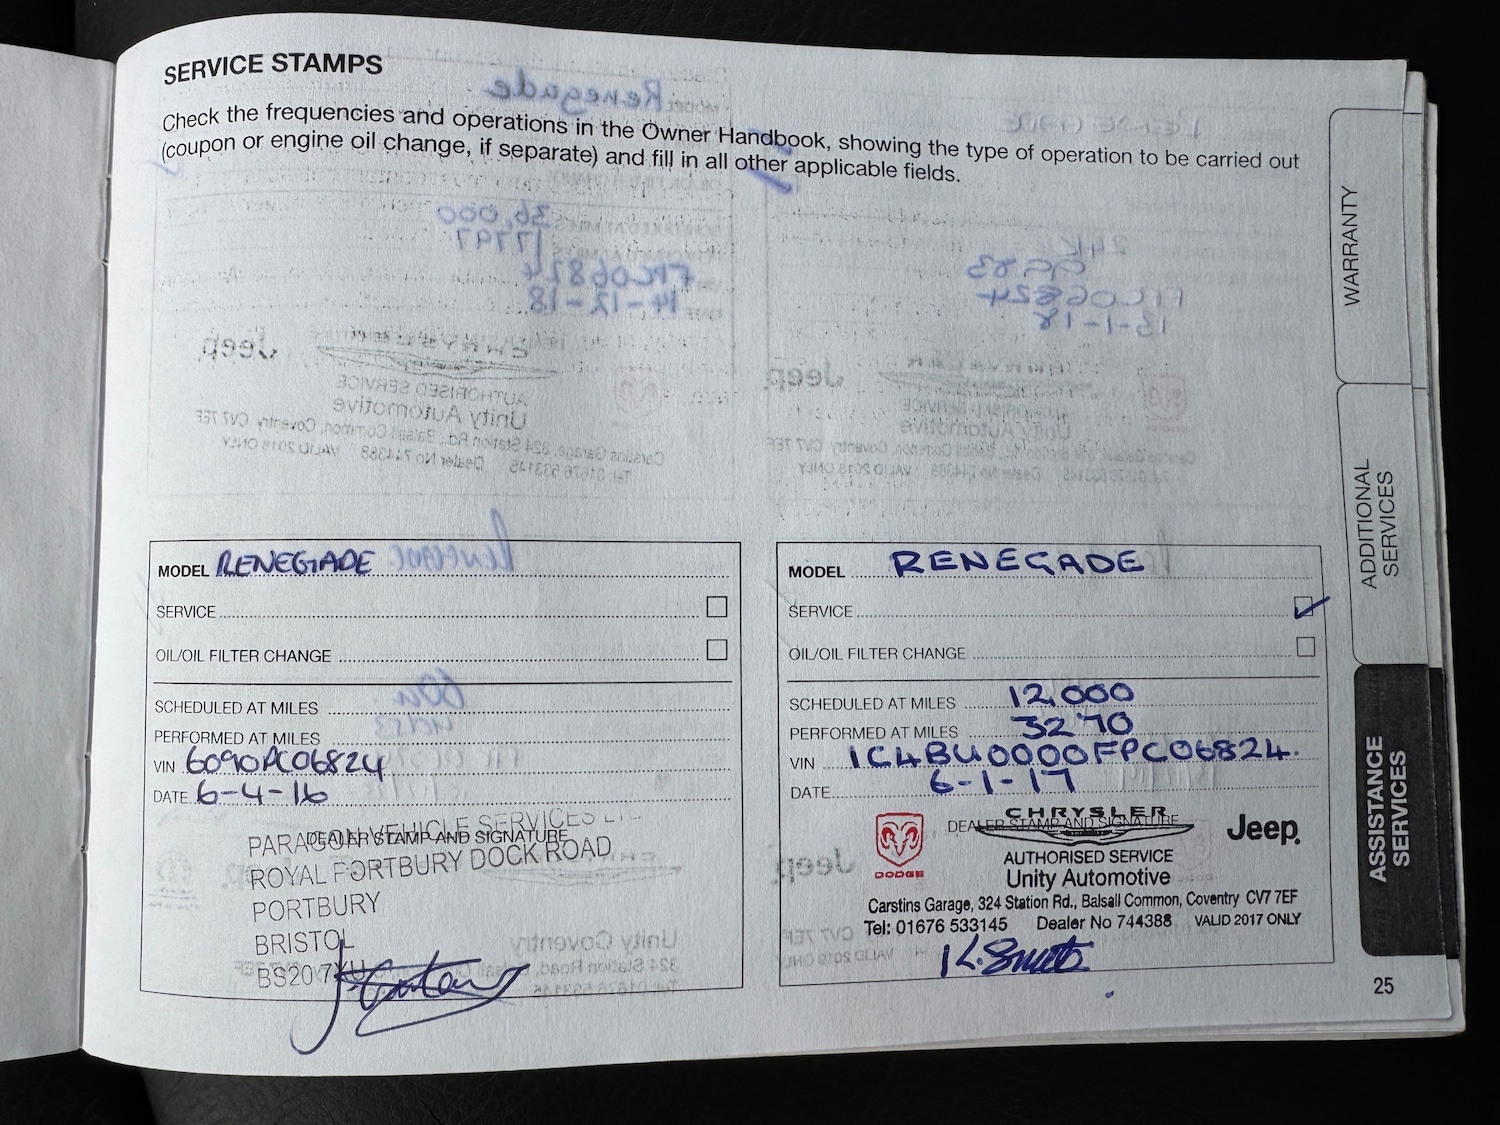 SERVICE STAMPS
Check the frequencies and operations in the Owner Handbook, showing the type of operation to be carried out
(coupon or engine oil change, if separate) and fill in all other applicable fields.
WARRANTY
ADDITIONAL
SERVICES
ASSISTANCE
SERVICES
MODEL RENEGADE
SERVICE
OIL/OIL FILTER CHANGE
SCHEDULED AT MILES
PERFORMED AT MILES
VIN 6090PC06824
DATE 6-4-16
DEALER STAMP AND SIGNATURE
PARAGON VEHICLE SERVICES LTD
ROYAL PORTBURY DOCK ROAD
PORTBURY
BRISTOL
BS20 7XU
MODEL RENEGADE
SERVICE ✓
OIL/OIL FILTER CHANGE
SCHEDULED AT MILES 12,000
PERFORMED AT MILES 3270
VIN 1C4BU0000FPC06824.
DATE 6-1-17
DEALER STAMP AND SIGNATURE
CHRYSLER
DODGE
Jeep
AUTHORISED SERVICE
Unity Automotive
Carstins Garage, 324 Station Rd., Balsall Common, Coventry CV7 7EF
Tel: 01676 533145 Dealer No 744388 VALID 2017 ONLY
K. Smith
25